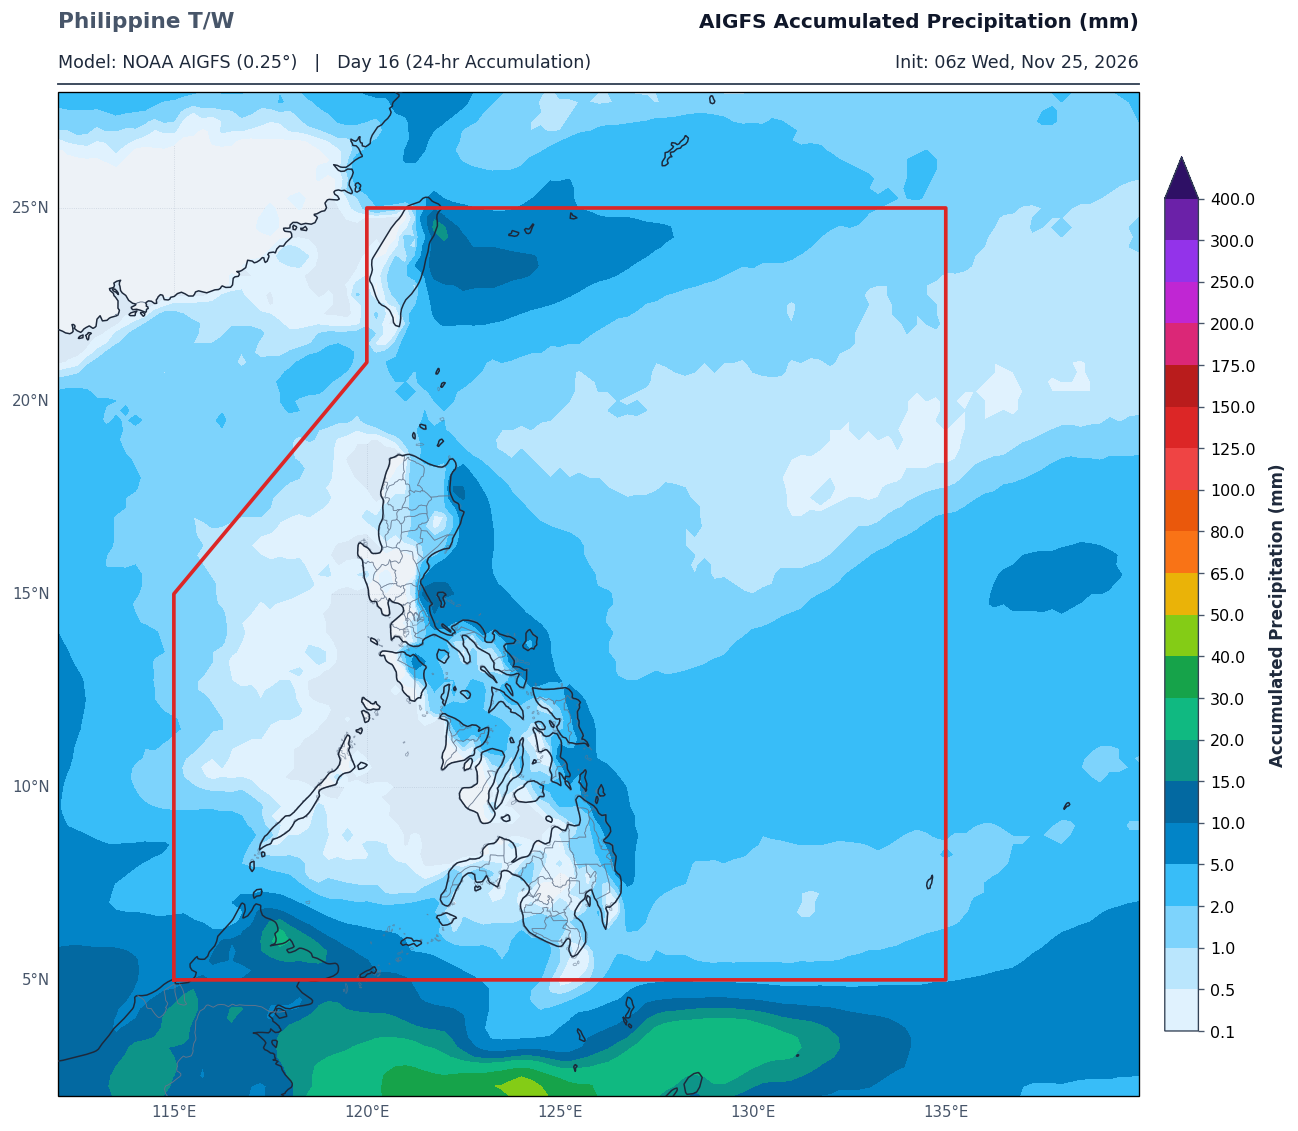 Philippine T/W
AIGFS Accumulated Precipitation (mm)
Model: NOAA AIGFS (0.25°) | Day 16 (24-hr Accumulation)
Init: 06z Wed, Nov 25, 2026
25°N
20°N
15°N
10°N
5°N
115°E
120°E
125°E
130°E
135°E
400.0
300.0
250.0
200.0
175.0
150.0
125.0
100.0
80.0
65.0
50.0
40.0
30.0
20.0
15.0
10.0
5.0
2.0
1.0
0.5
0.1
Accumulated Precipitation (mm)